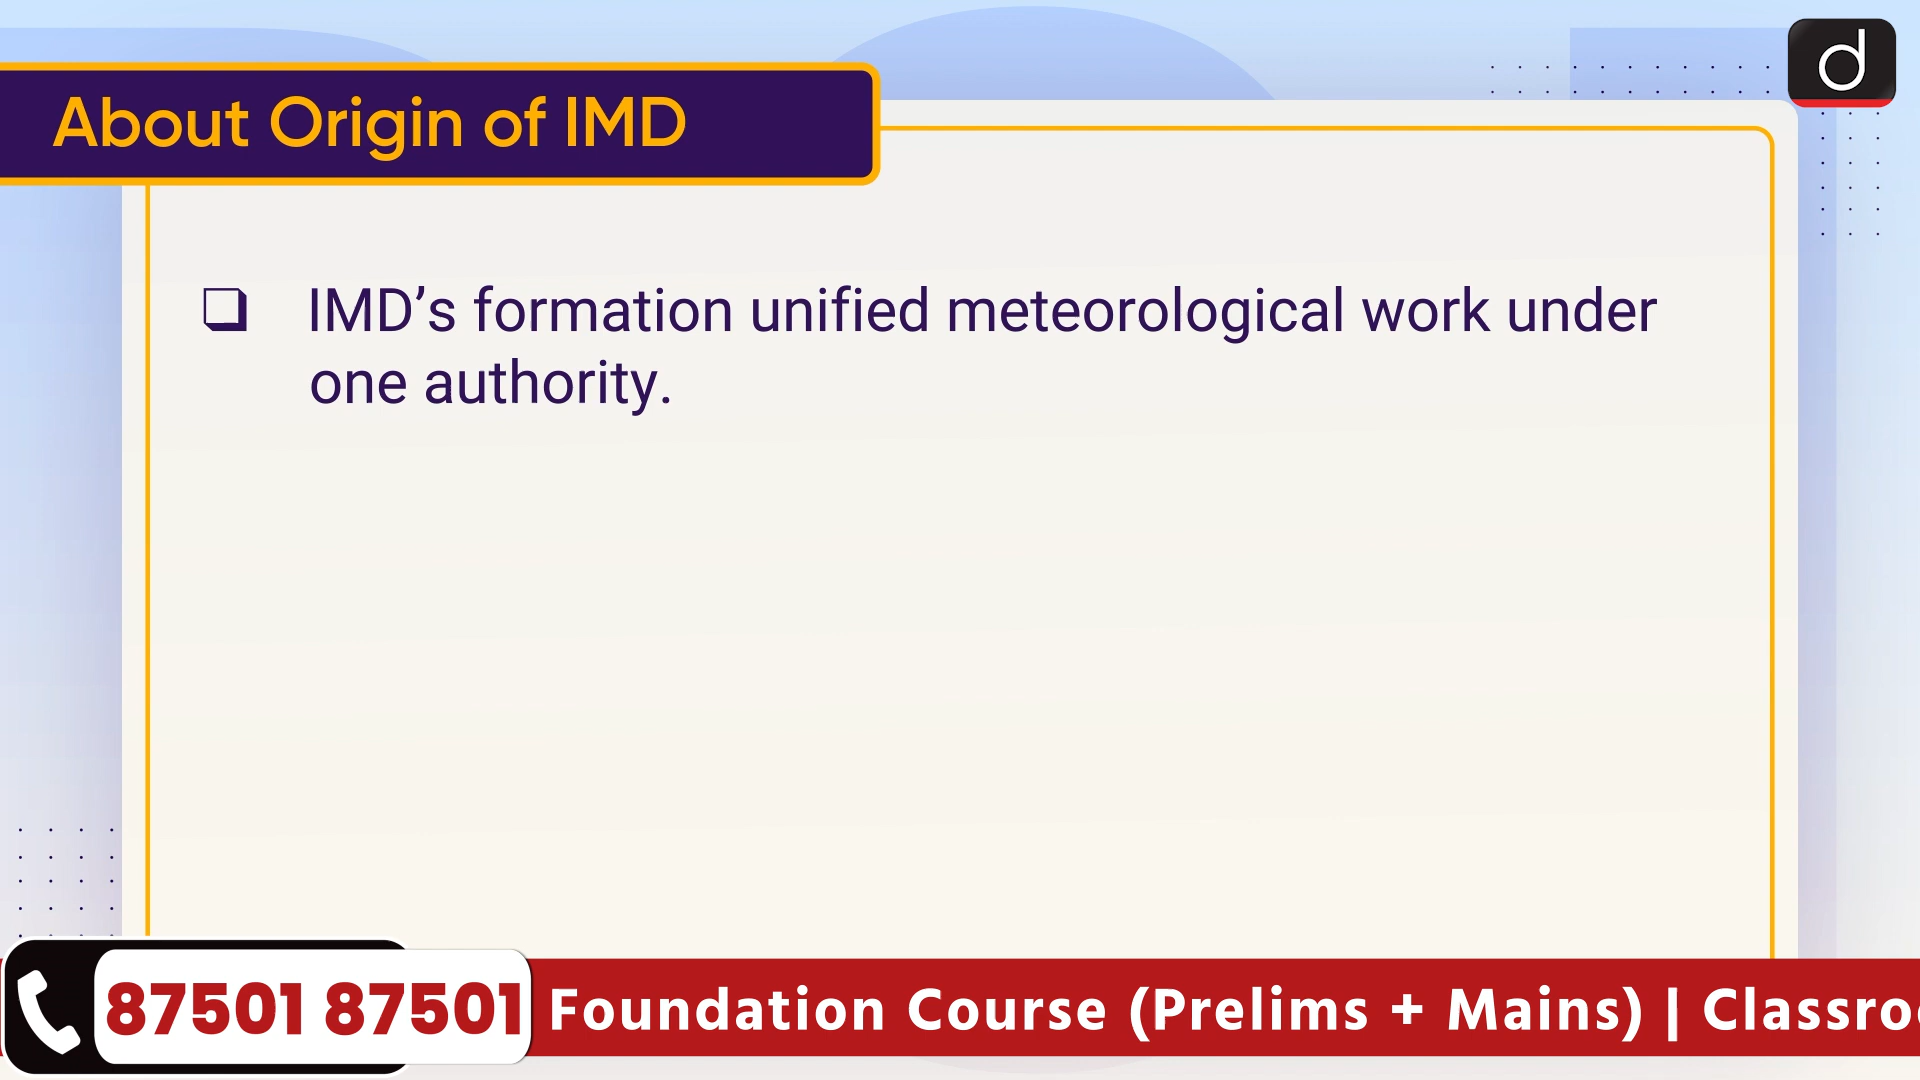 About Origin of IMD
❑ IMD’s formation unified meteorological work under
one authority.
87501 87501
Foundation Course (Prelims + Mains) | Classro